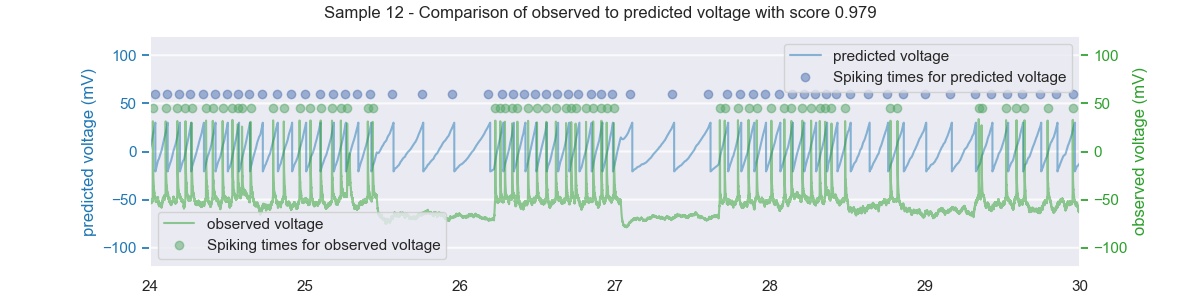 Sample 12 - Comparison of observed to predicted voltage with score 0.979
predicted voltage (mV)
100
50
0
−50
−100
predicted voltage
Spiking times for predicted voltage
observed voltage
Spiking times for observed voltage
100
50
0
−50
−100
observed voltage (mV)
24 25 26 27 28 29 30